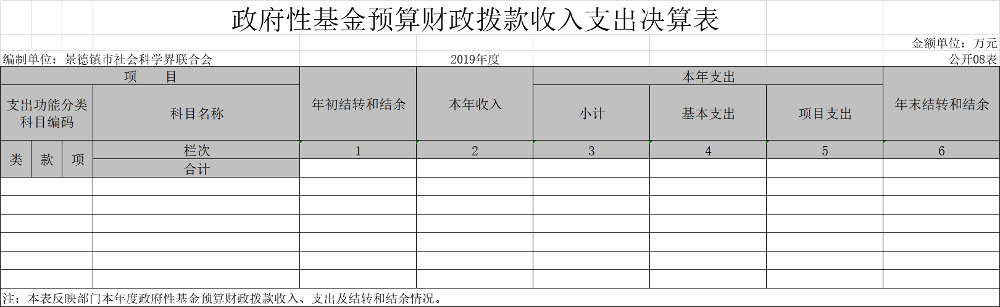 政府性基金预算财政拨款收入支出决算表
金额单位：万元
编制单位：景德镇市社会科学界联合会 2019年度 公开08表
项 目 年初结转和结余 本年收入 本年支出 年末结转和结余
支出功能分类科目编码 科目名称 小计 基本支出 项目支出
类 款 项 栏次 1 2 3 4 5 6
合计
注：本表反映部门本年度政府性基金预算财政拨款收入、支出及结转和结余情况。